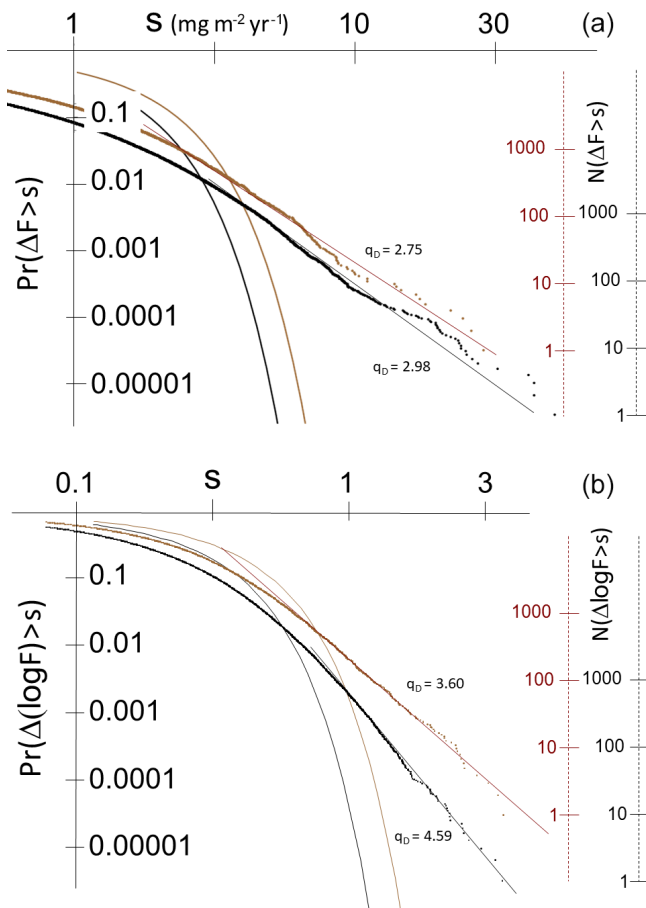 1 s (mg m⁻² yr⁻¹) 10 30 (a)
Pr(ΔF>s)
0.1
0.01
0.001
0.0001
0.00001
q_D = 2.75
q_D = 2.98
1000
100
10
1
N(ΔF>s)
1000
100
10
1
0.1 s 1 3 (b)
Pr(Δ(logF)>s)
0.1
0.01
0.001
0.0001
0.00001
q_D = 3.60
q_D = 4.59
1000
100
10
1
N(ΔlogF>s)
1000
100
10
1